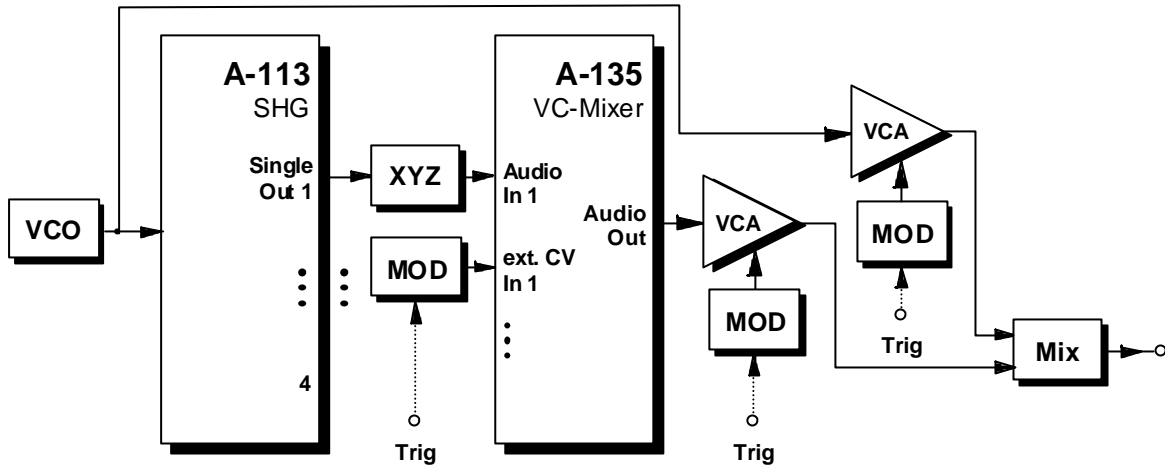 VCO
A-113
SHG
Single
Out 1
4
XYZ
MOD
Trig
A-135
VC-Mixer
Audio
In 1
ext. CV
In 1
Audio
Out
VCA
MOD
Trig
VCA
MOD
Trig
Mix